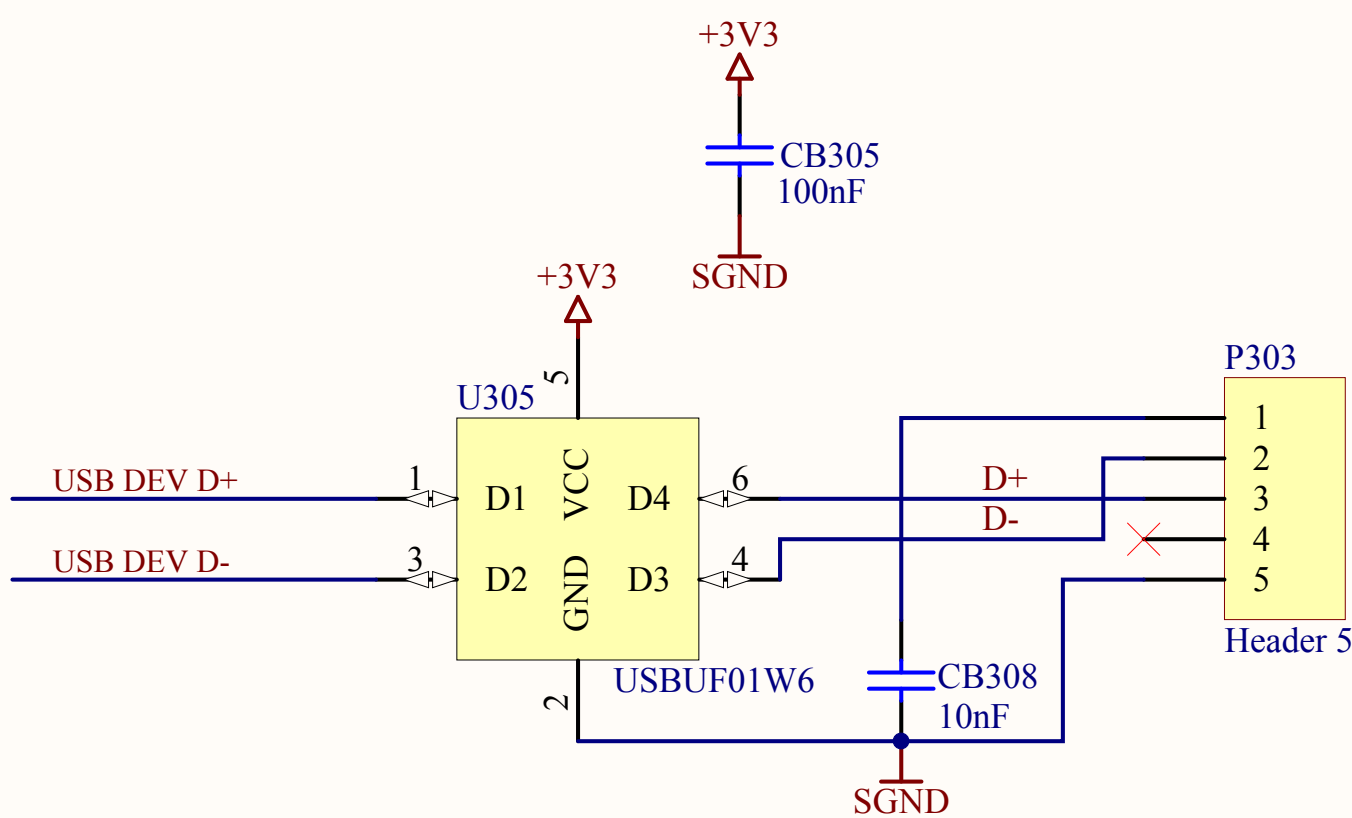 +3V3
CB305
100nF
SGND
+3V3
5
U305
USB DEV D+
1
D1
VCC
D4
6
D+
USB DEV D-
3
D2
GND
D3
4
D-
2
USBUF01W6
P303
1
2
3
4
5
Header 5
CB308
10nF
SGND